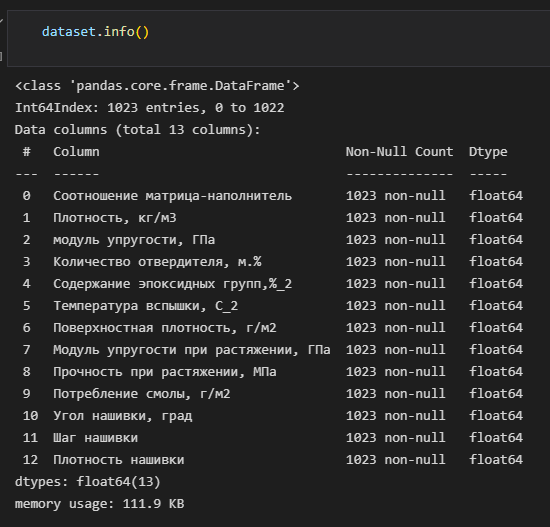 dataset.info()
<class 'pandas.core.frame.DataFrame'>
Int64Index: 1023 entries, 0 to 1022
Data columns (total 13 columns):
 #   Column                                Non-Null Count  Dtype
---  ------                                --------------  -----
 0   Соотношение матрица-наполнитель       1023 non-null   float64
 1   Плотность, кг/м3                      1023 non-null   float64
 2   модуль упругости, ГПа                 1023 non-null   float64
 3   Количество отвердителя, м.%           1023 non-null   float64
 4   Содержание эпоксидных групп,%_2       1023 non-null   float64
 5   Температура вспышки, С_2              1023 non-null   float64
 6   Поверхностная плотность, г/м2         1023 non-null   float64
 7   Модуль упругости при растяжении, ГПа  1023 non-null   float64
 8   Прочность при растяжении, МПа         1023 non-null   float64
 9   Потребление смолы, г/м2               1023 non-null   float64
 10  Угол нашивки, град                    1023 non-null   float64
 11  Шаг нашивки                           1023 non-null   float64
 12  Плотность нашивки                     1023 non-null   float64
dtypes: float64(13)
memory usage: 111.9 KB